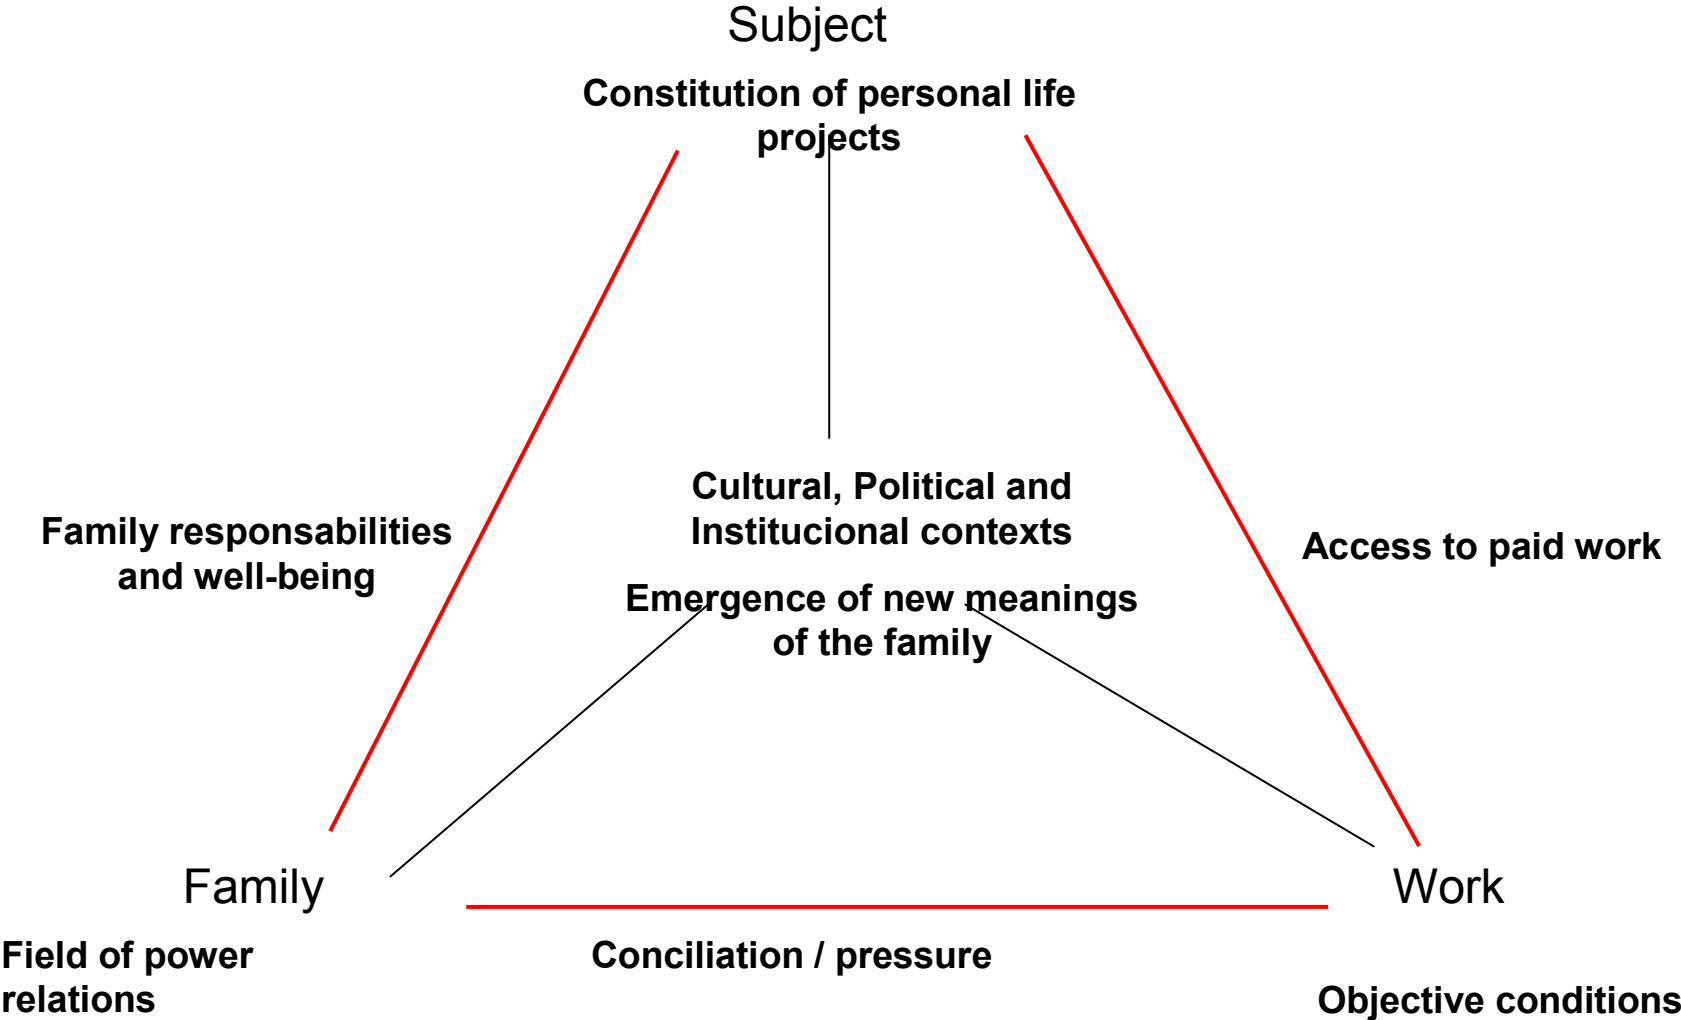 Subject
Constitution of personal life
projects
Cultural, Political and
Institucional contexts
Family responsabilities
and well-being
Access to paid work
Emergence of new meanings
of the family
Family
Work
Field of power
relations
Conciliation / pressure
Objective conditions